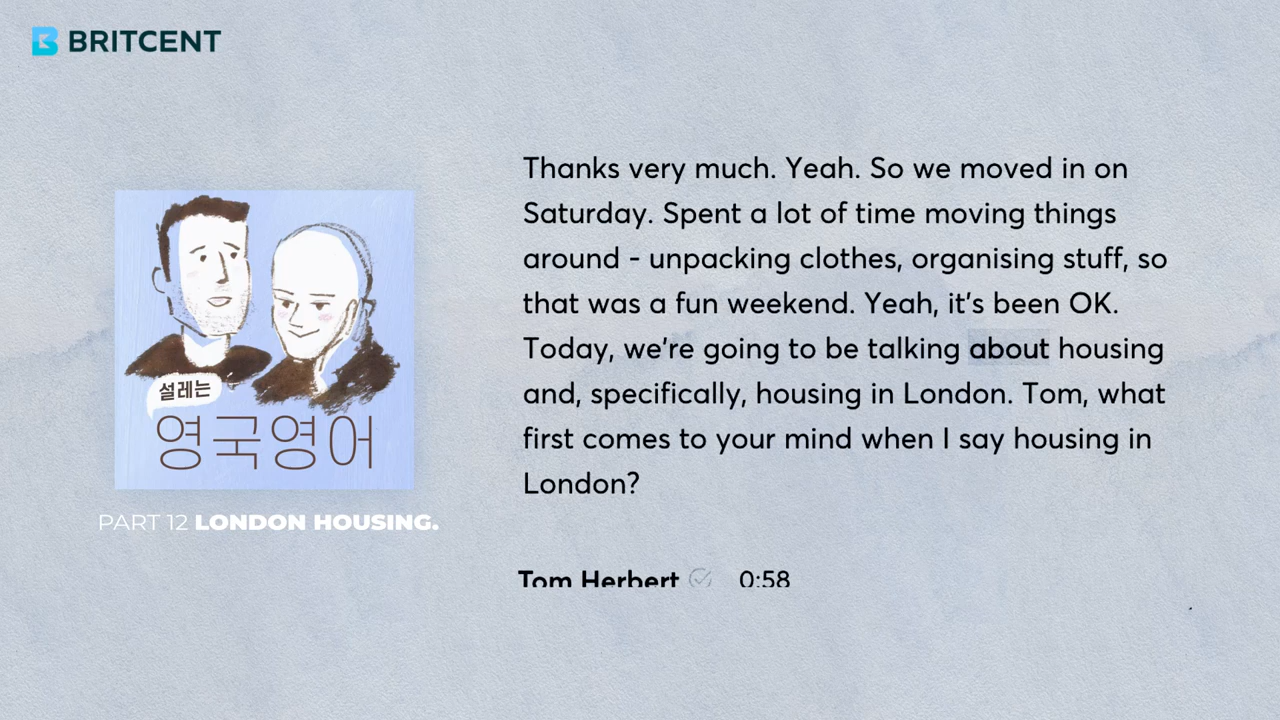 BRITCENT
Thanks very much. Yeah. So we moved in on
Saturday. Spent a lot of time moving things
around - unpacking clothes, organising stuff, so
that was a fun weekend. Yeah, it's been OK.
Today, we're going to be talking about housing
and, specifically, housing in London. Tom, what
first comes to your mind when I say housing in
London?
Tom Herbert 0:58
설레는
영국영어
PART 12 LONDON HOUSING.